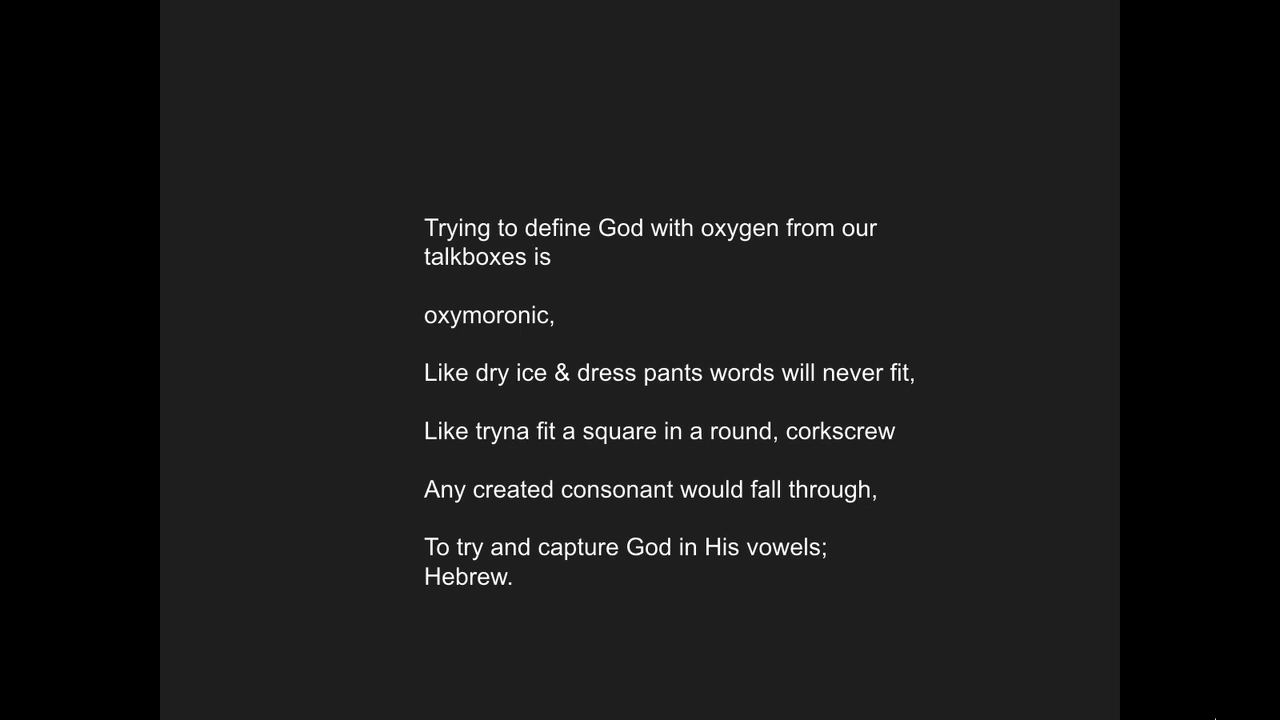 Trying to define God with oxygen from our
talkboxes is
oxymoronic,
Like dry ice & dress pants words will never fit,
Like tryna fit a square in a round, corkscrew
Any created consonant would fall through,
To try and capture God in His vowels;
Hebrew.